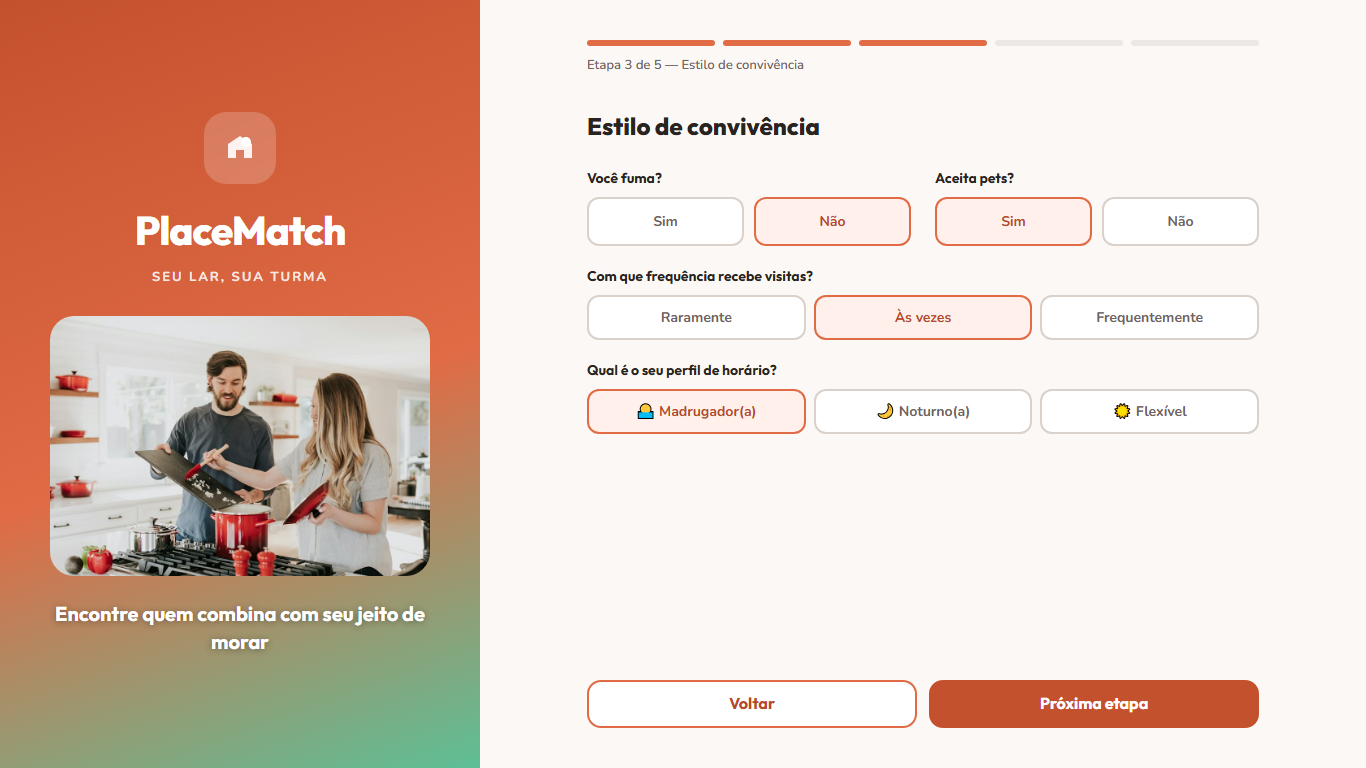 PlaceMatch
SEU LAR, SUA TURMA
Encontre quem combina com seu jeito de
morar
Etapa 3 de 5 — Estilo de convivência
Estilo de convivência
Você fuma?
Sim
Não
Aceita pets?
Sim
Não
Com que frequência recebe visitas?
Raramente
Às vezes
Frequentemente
Qual é o seu perfil de horário?
Madrugador(a)
Noturno(a)
Flexível
Voltar
Próxima etapa